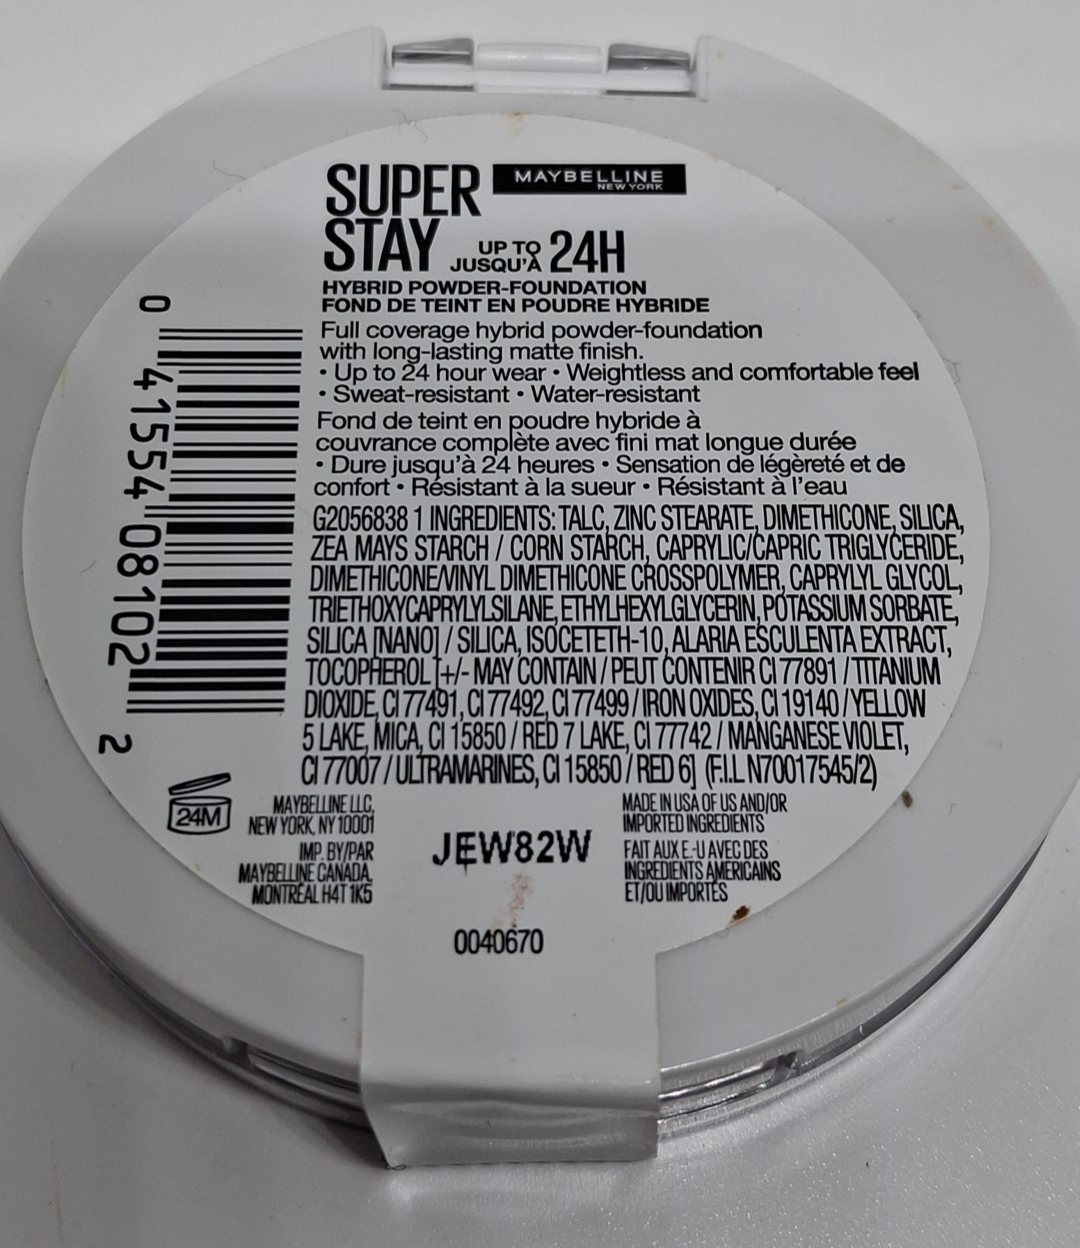 SUPER
STAY
MAYBELLINE
NEW YORK
UP TO
JUSQU'À
24H
HYBRID POWDER-FOUNDATION
FOND DE TEINT EN POUDRE HYBRIDE
Full coverage hybrid powder-foundation
with long-lasting matte finish.
• Up to 24 hour wear • Weightless and comfortable feel
• Sweat-resistant • Water-resistant
Fond de teint en poudre hybride à
couvrance complète avec fini mat longue durée
• Dure jusqu'à 24 heures • Sensation de légèreté et de
confort • Résistant à la sueur • Résistant à l'eau
G2056838 1 INGREDIENTS: TALC, ZINC STEARATE, DIMETHICONE, SILICA,
ZEA MAYS STARCH / CORN STARCH, CAPRYLIC/CAPRIC TRIGLYCERIDE,
DIMETHICONE/VINYL DIMETHICONE CROSSPOLYMER, CAPRYLYL GLYCOL,
TRIETHOXYCAPRYLYLSILANE, ETHYLHEXYLGLYCERIN, POTASSIUM SORBATE,
SILICA [NANO] / SILICA, ISOCETETH-10, ALARIA ESCULENTA EXTRACT,
TOCOPHEROL [+/- MAY CONTAIN / PEUT CONTENIR CI 77891 / TITANIUM
DIOXIDE, CI 77491, CI 77492, CI 77499 / IRON OXIDES, CI 19140 / YELLOW
5 LAKE, MICA, CI 15850 / RED 7 LAKE, CI 77742 / MANGANESE VIOLET,
CI 77007 / ULTRAMARINES, CI 15850 / RED 6] (F.I.L N70017545/2)
0 41554 08102 2
24M
MAYBELLINE LLC,
NEW YORK, NY 10001
IMP. BY/PAR
MAYBELLINE CANADA,
MONTRÉAL H4T 1K5
JEW82W
0040670
MADE IN USA OF US AND/OR
IMPORTED INGREDIENTS
FAIT AUX E.-U AVEC DES
INGRÉDIENTS AMÉRICAINS
ET/OU IMPORTÉS